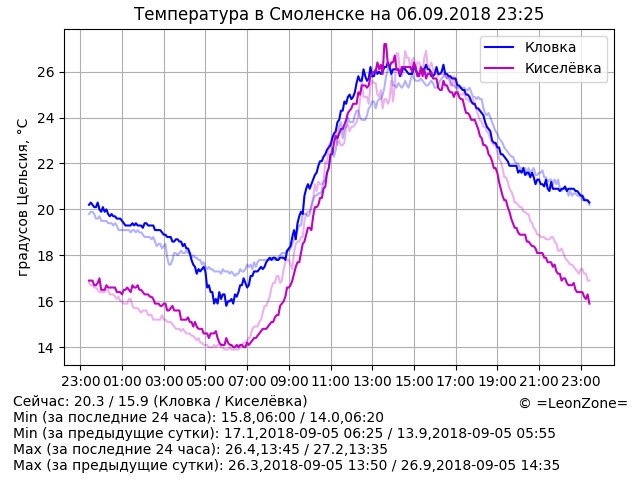 Температура в Смоленске на 06.09.2018 23:25
Кловка
Киселёвка
градусов Цельсия, °C
26
24
22
20
18
16
14
23:00 01:00 03:00 05:00 07:00 09:00 11:00 13:00 15:00 17:00 19:00 21:00 23:00
Сейчас: 20.3 / 15.9 (Кловка / Киселёвка)
© =LeonZone=
Min (за последние 24 часа): 15.8,06:00 / 14.0,06:20
Min (за предыдущие сутки): 17.1,2018-09-05 06:25 / 13.9,2018-09-05 05:55
Max (за последние 24 часа): 26.4,13:45 / 27.2,13:35
Max (за предыдущие сутки): 26.3,2018-09-05 13:50 / 26.9,2018-09-05 14:35